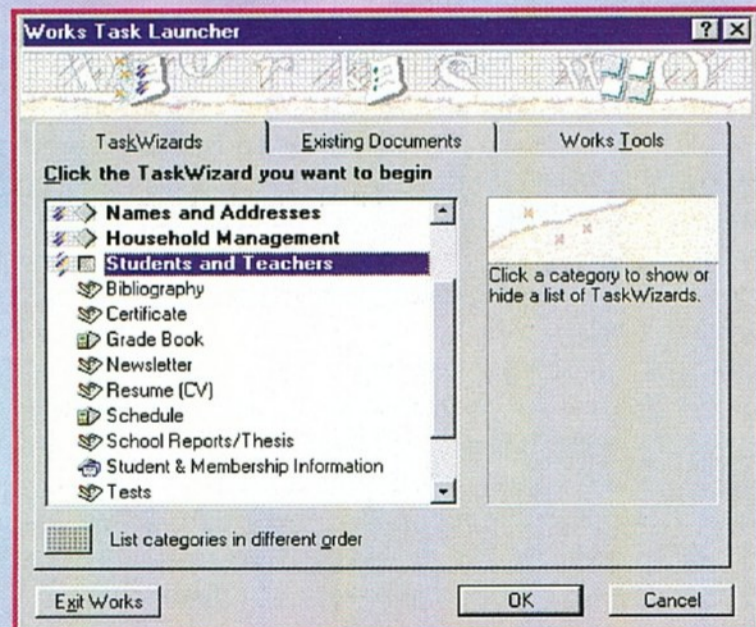 Works Task Launcher
TaskWizards
Existing Documents
Works Tools
Click the TaskWizard you want to begin
Names and Addresses
Household Management
Students and Teachers
Bibliography
Certificate
Grade Book
Newsletter
Resume (CV)
Schedule
School Reports/Thesis
Student & Membership Information
Tests
Click a category to show or
hide a list of TaskWizards.
List categories in different order
Exit Works
OK
Cancel